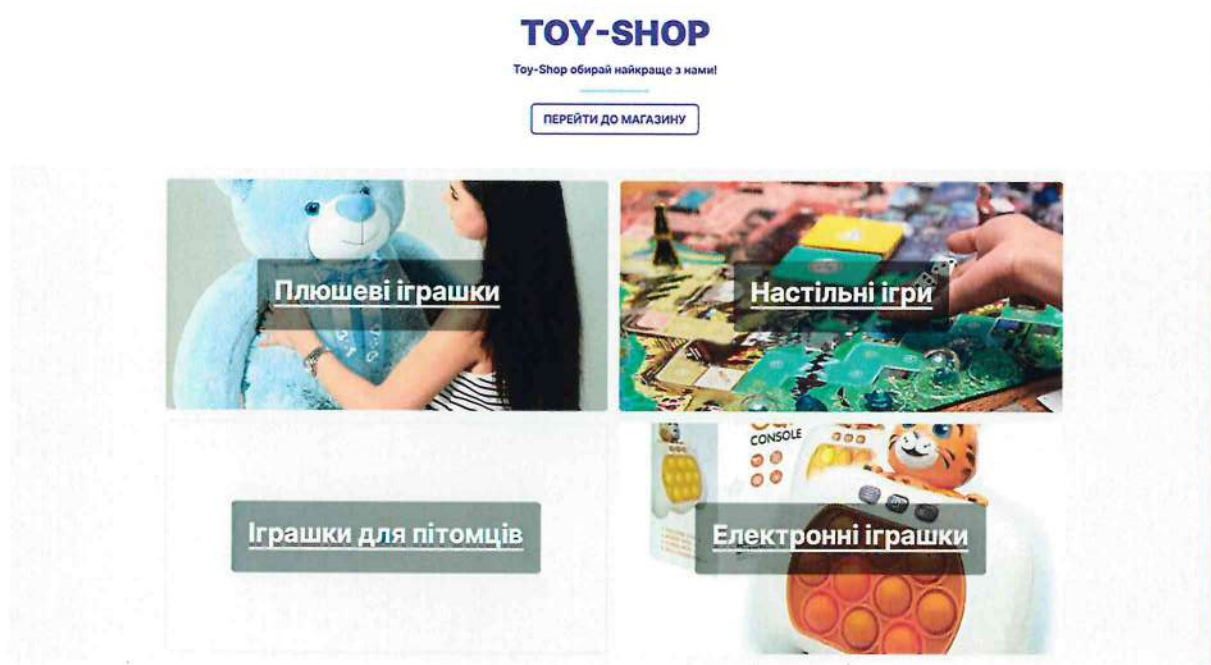 TOY-SHOP
Toy-Shop обирай найкраще з нами!
ПЕРЕЙТИ ДО МАГАЗИНУ
Плюшеві іграшки
Настільні ігри
CONSOLE
Іграшки для пітомців
Електронні іграшки